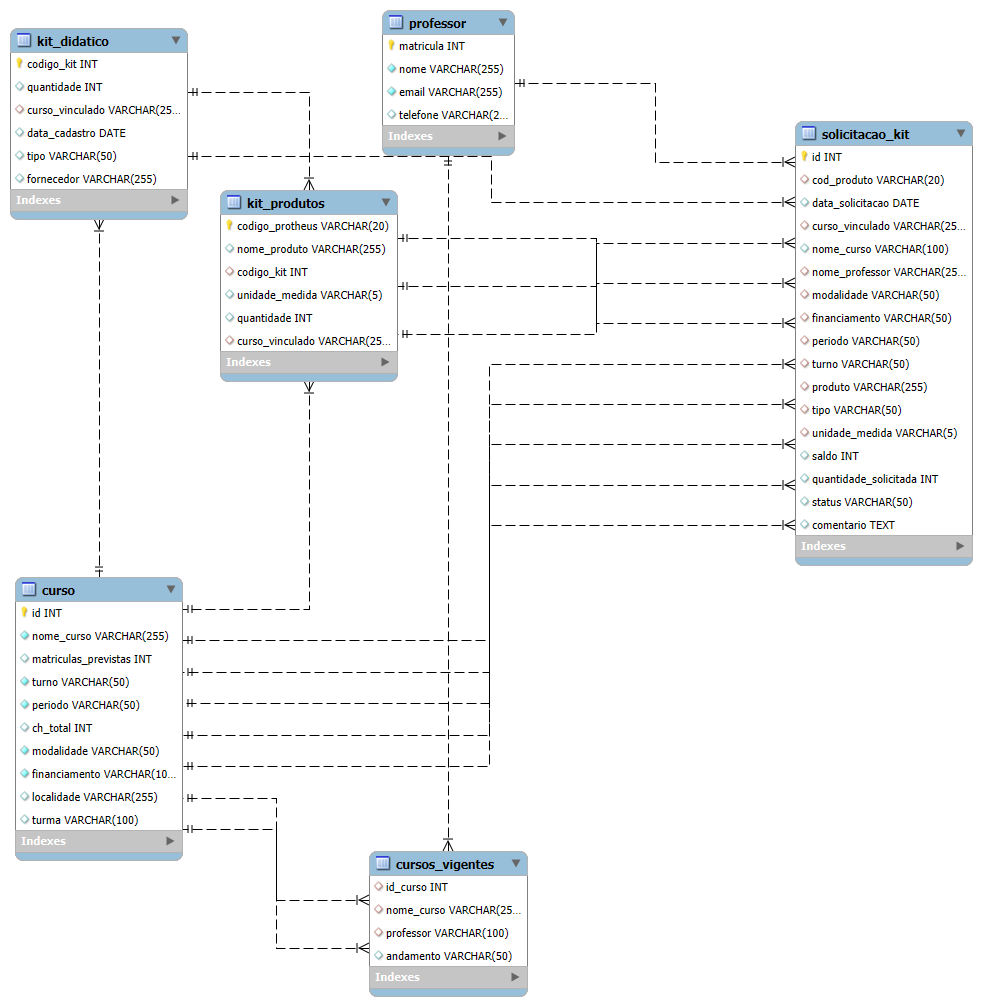 kit_didatico
codigo_kit INT
quantidade INT
curso_vinculado VARCHAR(25...
data_cadastro DATE
tipo VARCHAR(50)
fornecedor VARCHAR(255)
Indexes
professor
matricula INT
nome VARCHAR(255)
email VARCHAR(255)
telefone VARCHAR(2...
Indexes
solicitacao_kit
id INT
cod_produto VARCHAR(20)
data_solicitacao DATE
curso_vinculado VARCHAR(25...
nome_curso VARCHAR(100)
nome_professor VARCHAR(25...
modalidade VARCHAR(50)
financiamento VARCHAR(50)
periodo VARCHAR(50)
turno VARCHAR(50)
produto VARCHAR(255)
tipo VARCHAR(50)
unidade_medida VARCHAR(5)
saldo INT
quantidade_solicitada INT
status VARCHAR(50)
comentario TEXT
Indexes
kit_produtos
codigo_protheus VARCHAR(20)
nome_produto VARCHAR(255)
codigo_kit INT
unidade_medida VARCHAR(5)
quantidade INT
curso_vinculado VARCHAR(25...
Indexes
curso
id INT
nome_curso VARCHAR(255)
matriculas_previstas INT
turno VARCHAR(50)
periodo VARCHAR(50)
ch_total INT
modalidade VARCHAR(50)
financiamento VARCHAR(10...
localidade VARCHAR(255)
turma VARCHAR(100)
Indexes
cursos_vigentes
id_curso INT
nome_curso VARCHAR(25...
professor VARCHAR(100)
andamento VARCHAR(50)
Indexes